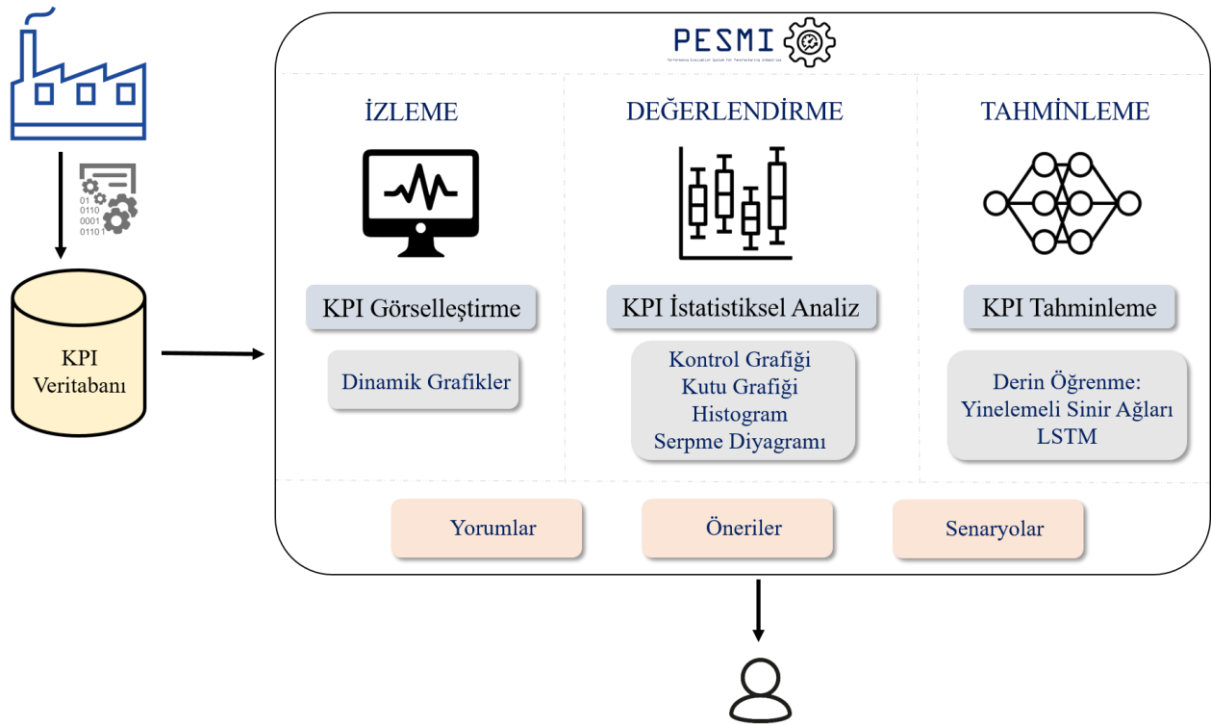 PESMI
İZLEME
DEĞERLENDİRME
TAHMİNLEME
01
0110
0001
01101
KPI Görselleştirme
KPI İstatistiksel Analiz
KPI Tahminleme
KPI
Veritabanı
Dinamik Grafikler
Kontrol Grafiği
Kutu Grafiği
Histogram
Serpme Diyagramı
Derin Öğrenme:
Yinelemeli Sinir Ağları
LSTM
Yorumlar
Öneriler
Senaryolar